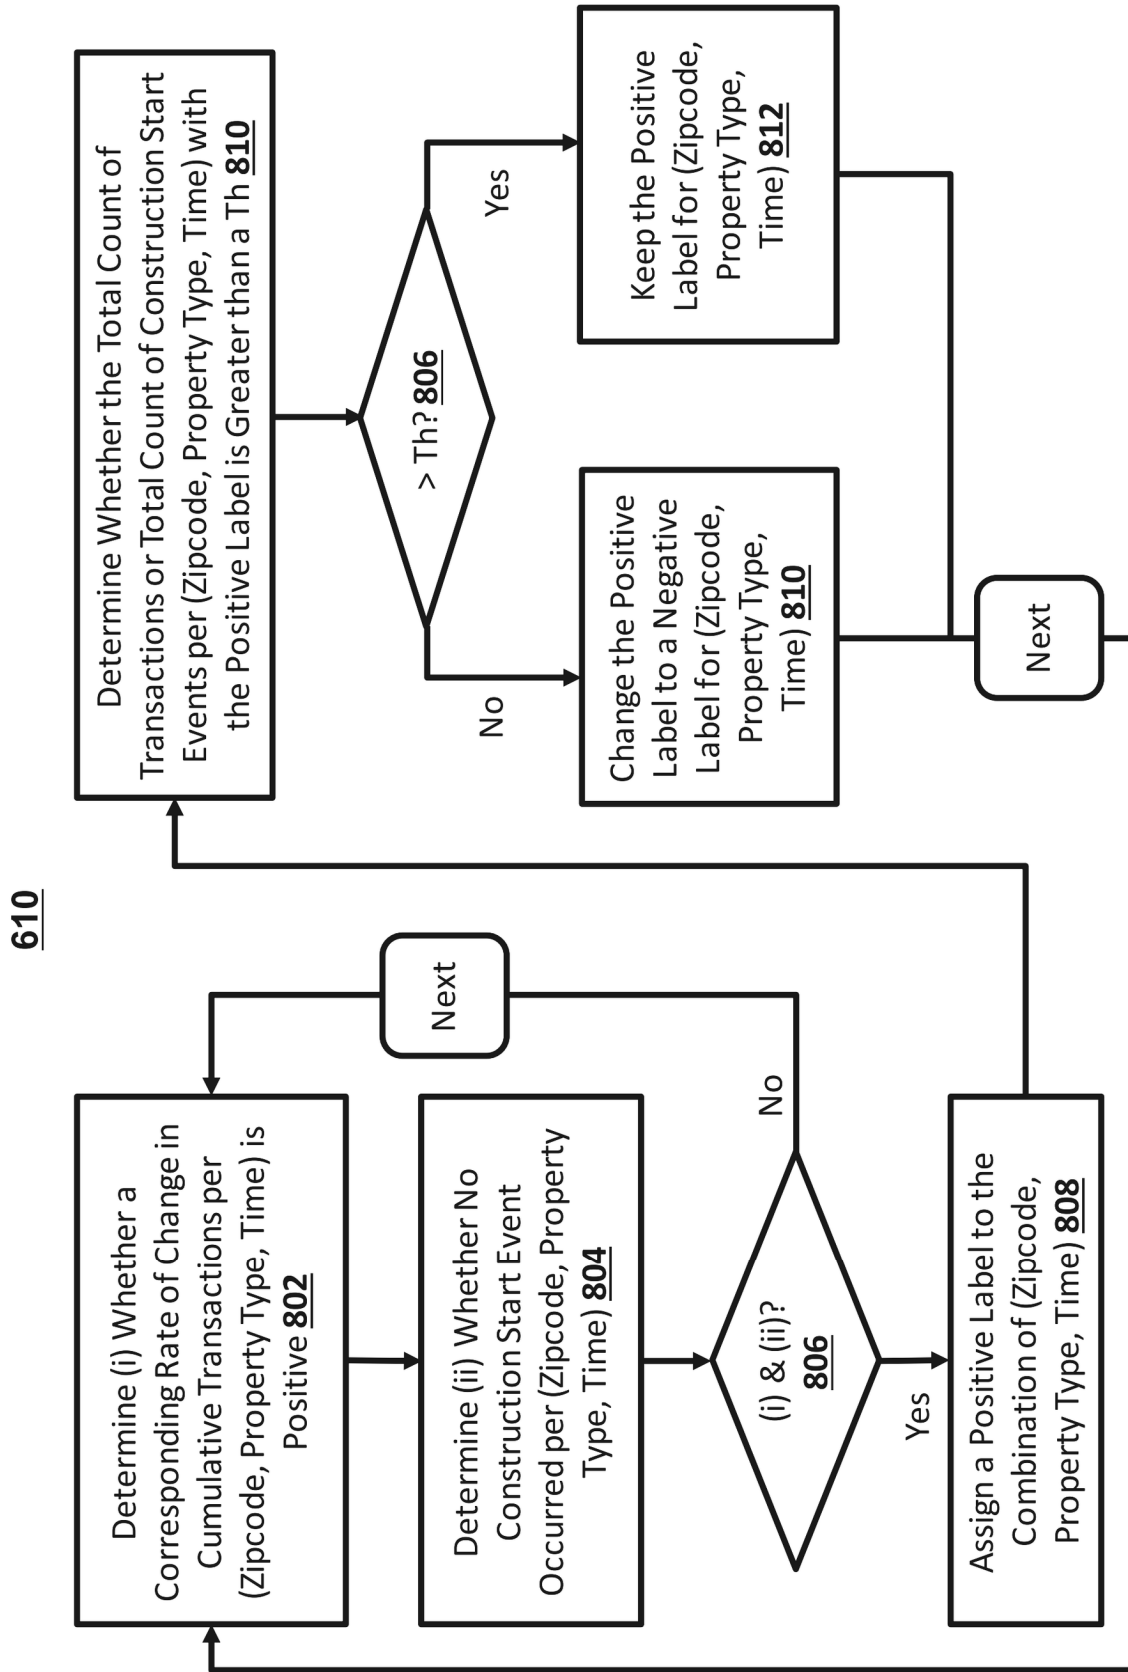 610
Determine (i) Whether a
Corresponding Rate of Change in
Cumulative Transactions per
(Zipcode, Property Type, Time) is
Positive 802
Determine (ii) Whether No
Construction Start Event
Occurred per (Zipcode, Property
Type, Time) 804
(i) & (ii)?
806
No
Next
Yes
Assign a Positive Label to the
Combination of (Zipcode,
Property Type, Time) 808
Determine Whether the Total Count of
Transactions or Total Count of Construction Start
Events per (Zipcode, Property Type, Time) with
the Positive Label is Greater than a Th 810
> Th? 806
No
Yes
Change the Positive
Label to a Negative
Label for (Zipcode,
Property Type,
Time) 810
Keep the Positive
Label for (Zipcode,
Property Type,
Time) 812
Next